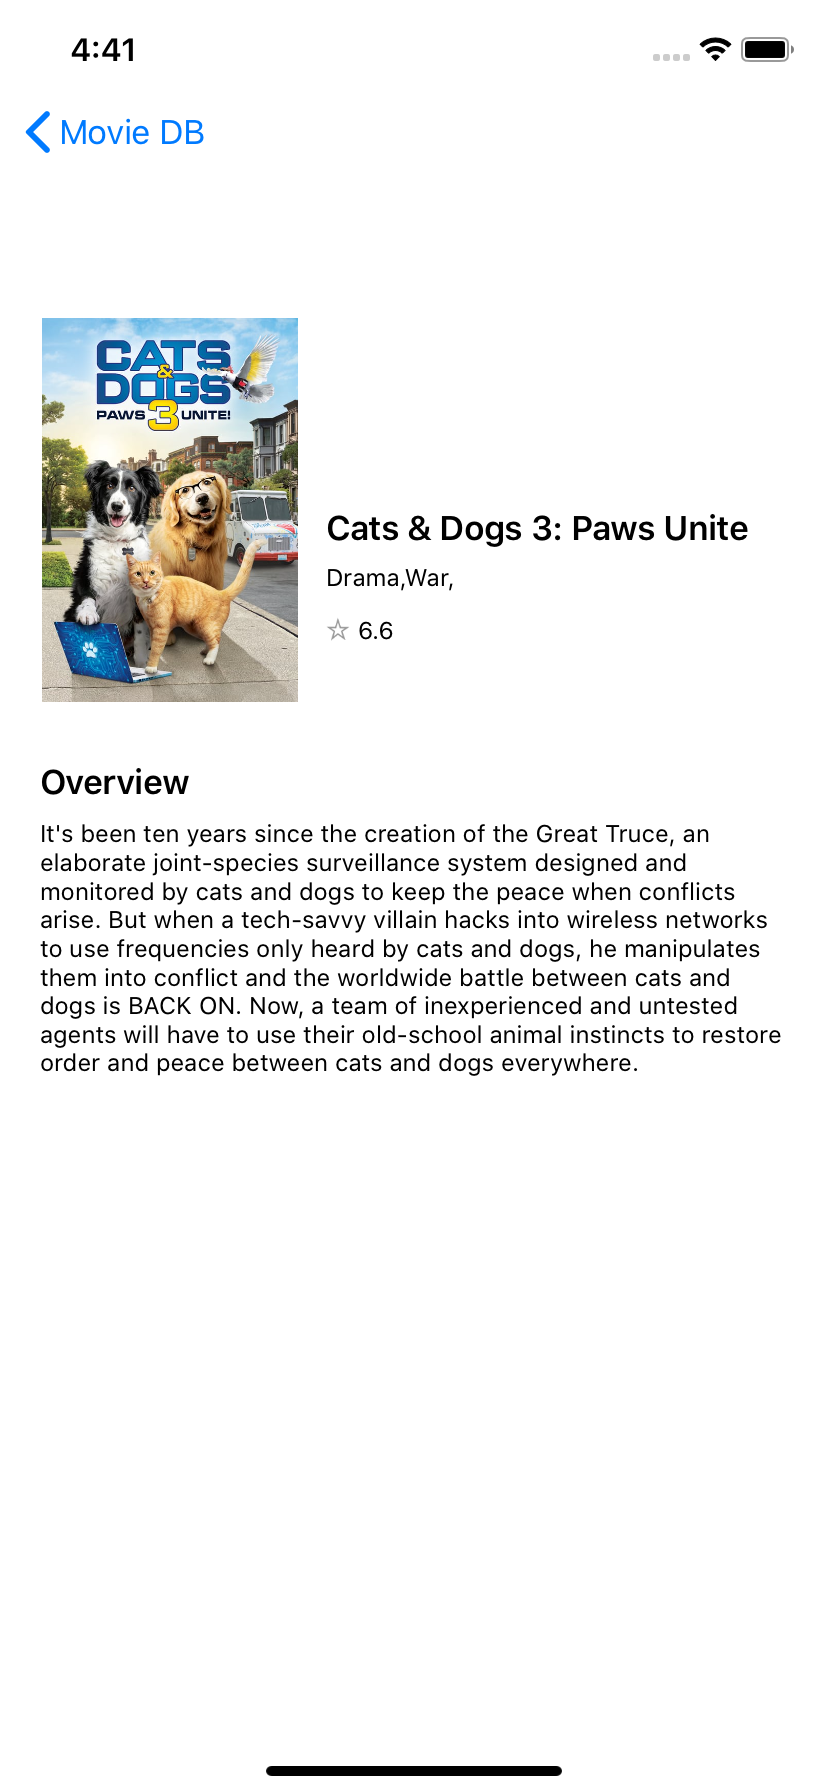 4:41
Movie DB
CATS
&
DOGS
PAWS 3 UNITE!
Cats & Dogs 3: Paws Unite
Drama,War,
6.6
Overview
It's been ten years since the creation of the Great Truce, an
elaborate joint-species surveillance system designed and
monitored by cats and dogs to keep the peace when conflicts
arise. But when a tech-savvy villain hacks into wireless networks
to use frequencies only heard by cats and dogs, he manipulates
them into conflict and the worldwide battle between cats and
dogs is BACK ON. Now, a team of inexperienced and untested
agents will have to use their old-school animal instincts to restore
order and peace between cats and dogs everywhere.